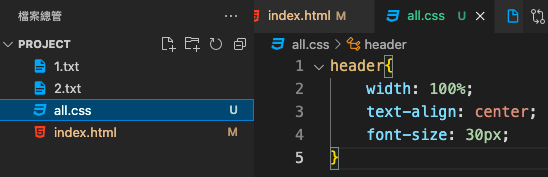 檔案總管
PROJECT
1.txt
2.txt
all.css U
index.html M
index.html M
all.css U
all.css > header
1 header{
2 width: 100%;
3 text-align: center;
4 font-size: 30px;
5 }